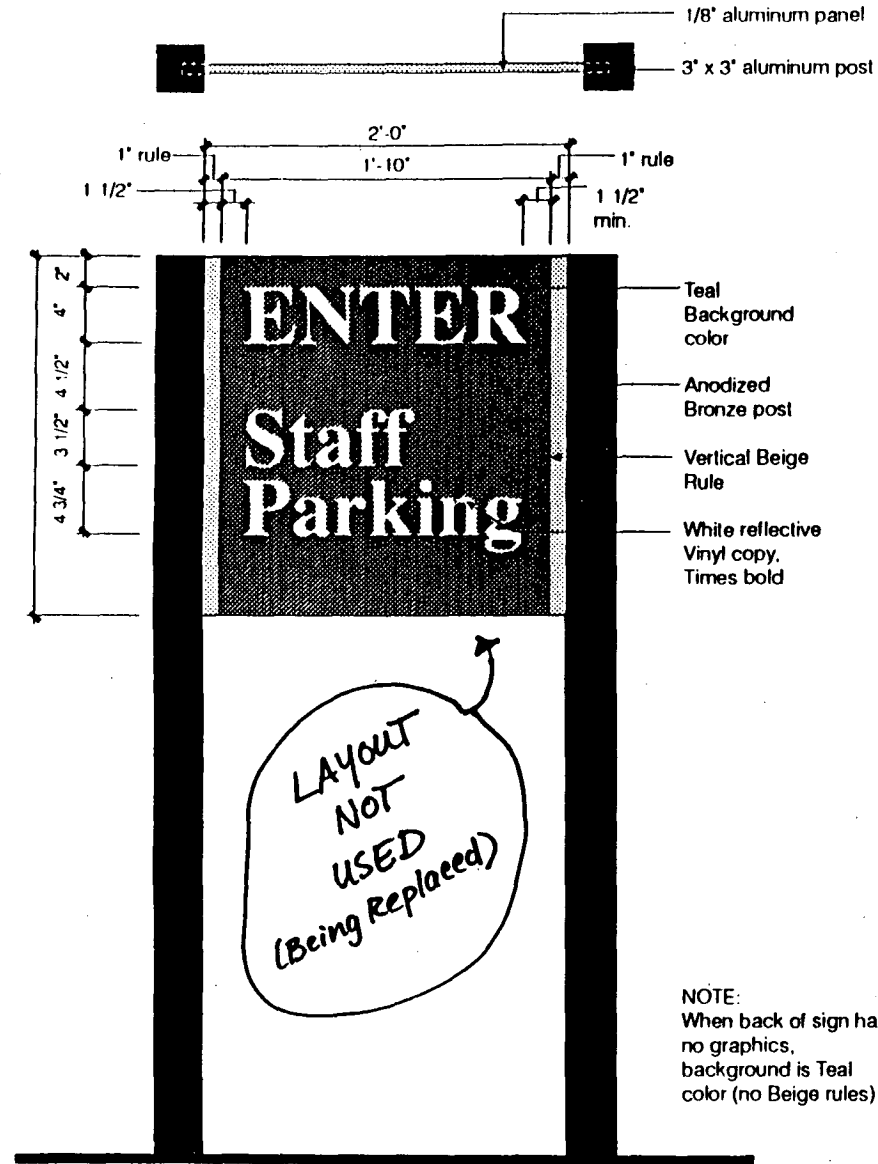 1/8" aluminum panel
3" x 3" aluminum post
2'-0"
1" rule
1'-10"
1" rule
1 1/2"
1 1/2"
min.
2"
4"
4 1/2"
3 1/2"
4 3/4"
ENTER
Staff
Parking
Teal
Background
color
Anodized
Bronze post
Vertical Beige
Rule
White reflective
Vinyl copy,
Times bold
LAYOUT
NOT
USED
(Being Replaced)
NOTE:
When back of sign ha
no graphics,
background is Teal
color (no Beige rules)